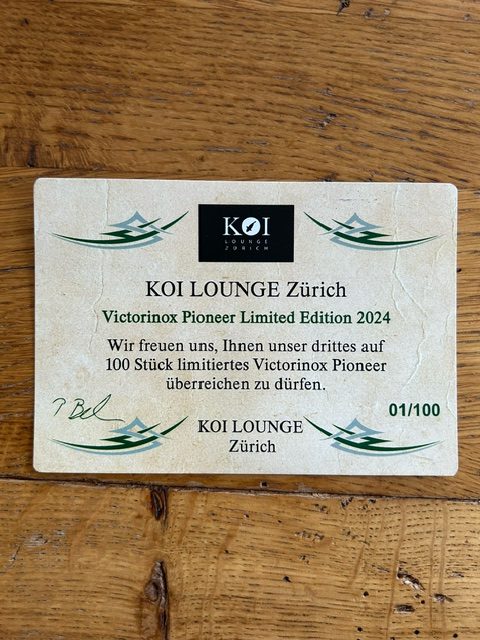 KOI
LOUNGE
ZÜRICH
KOI LOUNGE Zürich
Victorinox Pioneer Limited Edition 2024
Wir freuen uns, Ihnen unser drittes auf
100 Stück limitiertes Victorinox Pioneer
überreichen zu dürfen.
01/100
KOI LOUNGE
Zürich